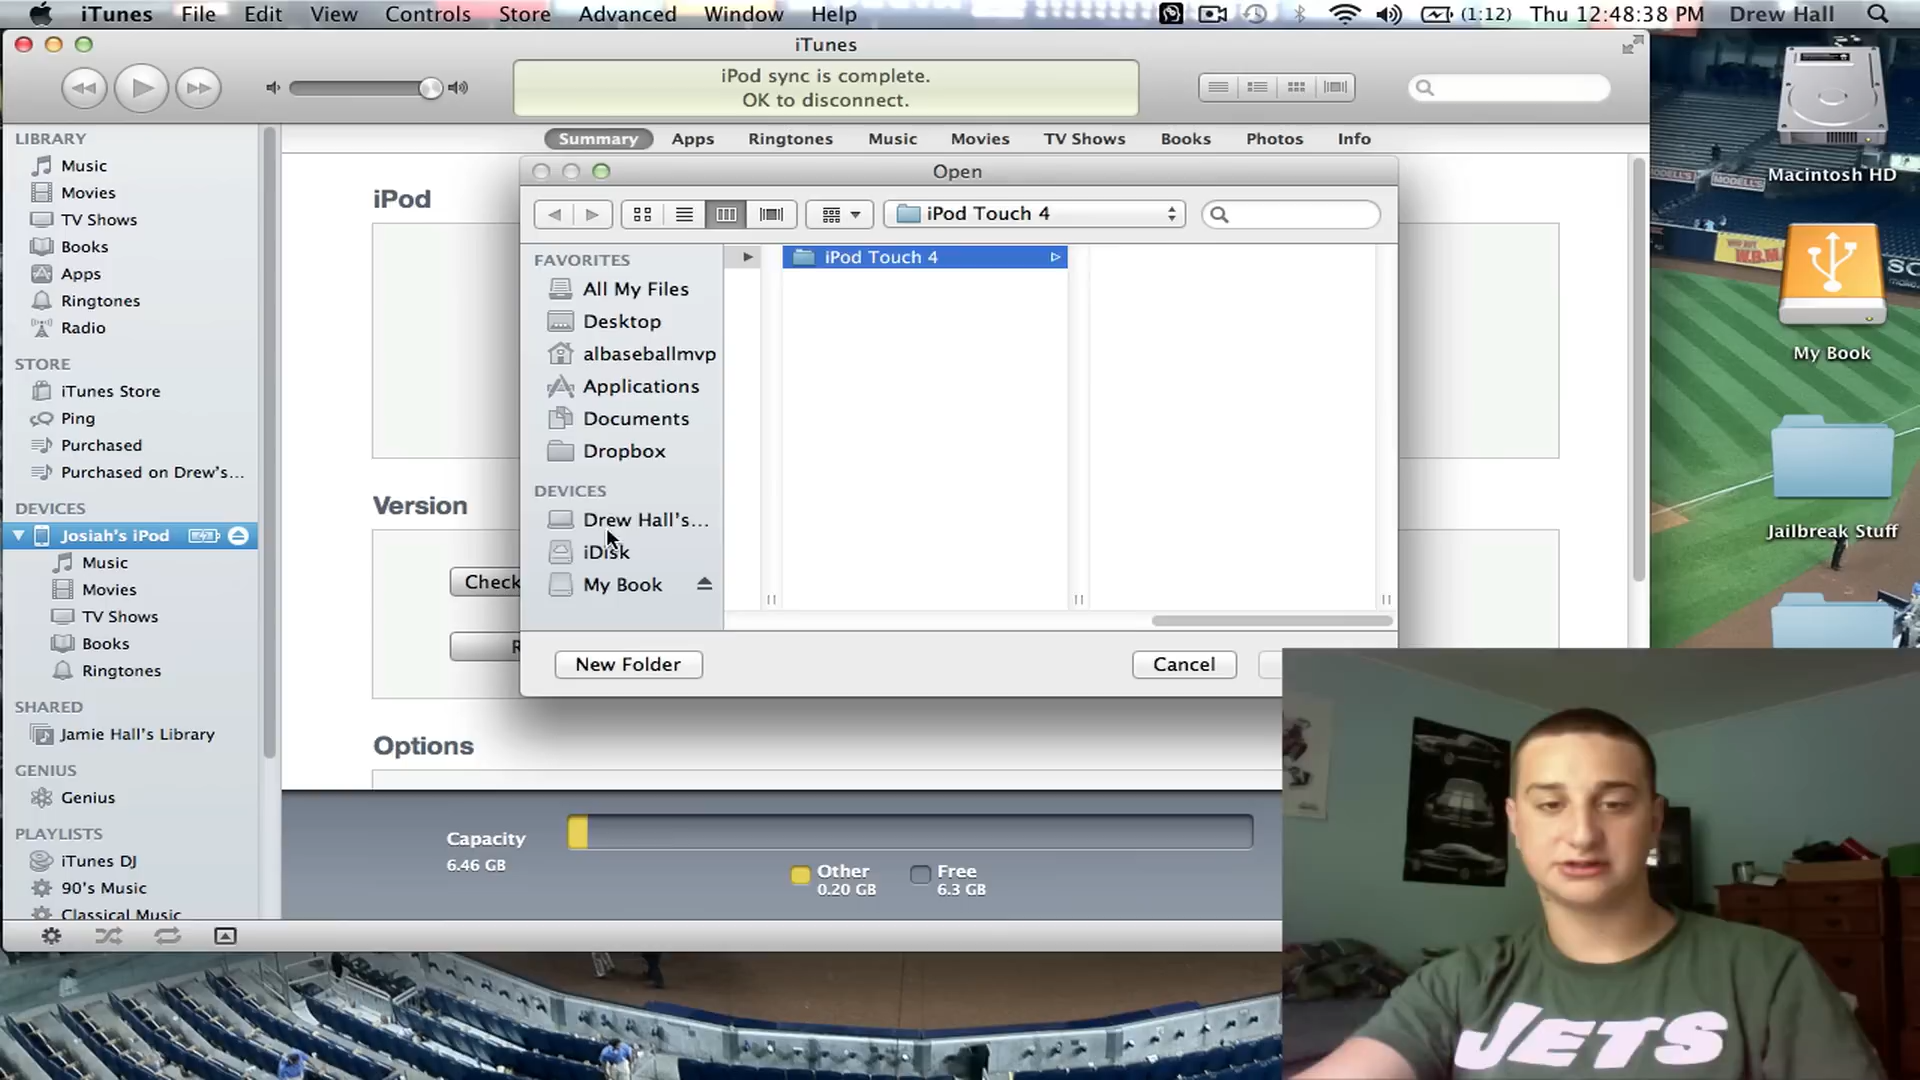 iTunes File Edit View Controls Store Advanced Window Help (1:12) Thu 12:48:38 PM Drew Hall
iTunes
iPod sync is complete.
OK to disconnect.
LIBRARY
Music
Movies
TV Shows
Books
Apps
Ringtones
Radio
STORE
iTunes Store
Ping
Purchased
Purchased on Drew's...
DEVICES
Josiah's iPod
Music
Movies
TV Shows
Books
Ringtones
SHARED
Jamie Hall's Library
GENIUS
Genius
PLAYLISTS
iTunes DJ
90's Music
Classical Music
Summary Apps Ringtones Music Movies TV Shows Books Photos Info
iPod
Version
Check
R
Options
Open
iPod Touch 4
FAVORITES
All My Files
Desktop
albaseballmvp
Applications
Documents
Dropbox
DEVICES
Drew Hall's...
iDisk
My Book
iPod Touch 4
New Folder
Cancel
Capacity
6.46 GB
Other
0.20 GB
Free
6.3 GB
Macintosh HD
MODELL'S
MODELL'S
W.B.M
My Book
Jailbreak Stuff
JETS